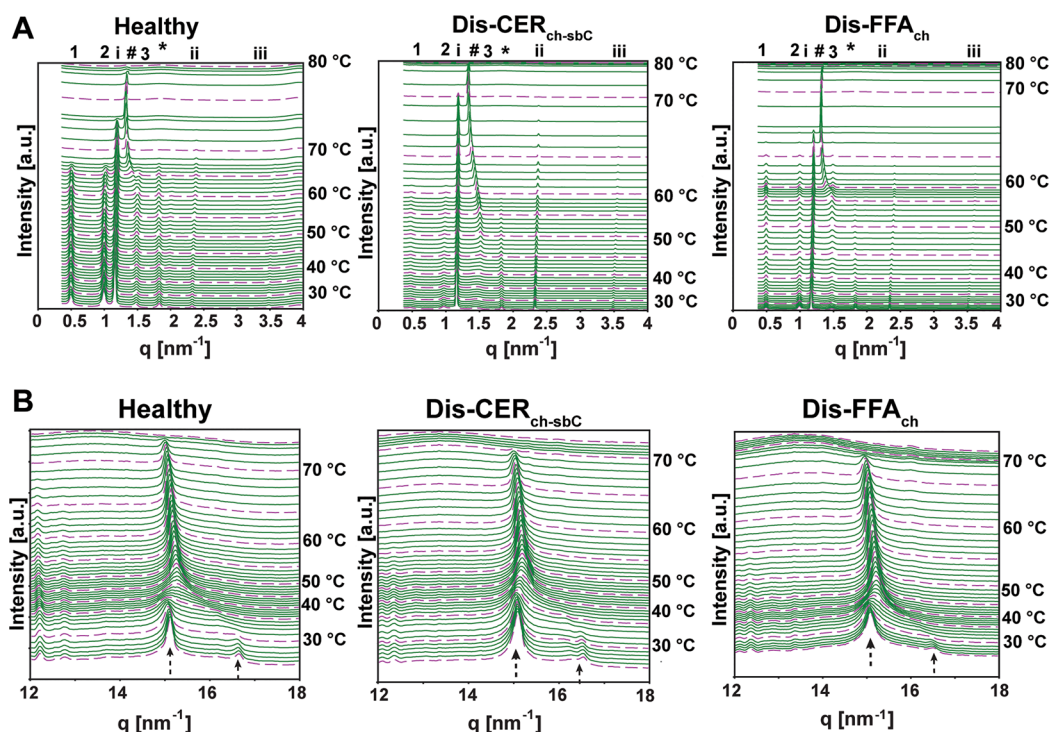 A
Healthy
1 2 i # 3 * ii iii
80 °C
70 °C
60 °C
50 °C
40 °C
30 °C
Intensity [a.u.]
0 0.5 1 1.5 2 2.5 3 3.5 4
q [nm-1]
Dis-CERch-sbC
1 2 i # 3 * ii iii
80 °C
70 °C
60 °C
50 °C
40 °C
30 °C
Intensity [a.u.]
0 0.5 1 1.5 2 2.5 3 3.5 4
q [nm-1]
Dis-FFAch
1 2 i # 3 * ii iii
80 °C
70 °C
60 °C
50 °C
40 °C
30 °C
Intensity [a.u.]
0 0.5 1 1.5 2 2.5 3 3.5 4
q [nm-1]
B
Healthy
70 °C
60 °C
50 °C
40 °C
30 °C
Intensity [a.u.]
12 14 16 18
q [nm-1]
Dis-CERch-sbC
70 °C
60 °C
50 °C
40 °C
30 °C
Intensity [a.u.]
12 14 16 18
q [nm-1]
Dis-FFAch
70 °C
60 °C
50 °C
40 °C
30 °C
Intensity [a.u.]
12 14 16 18
q [nm-1]